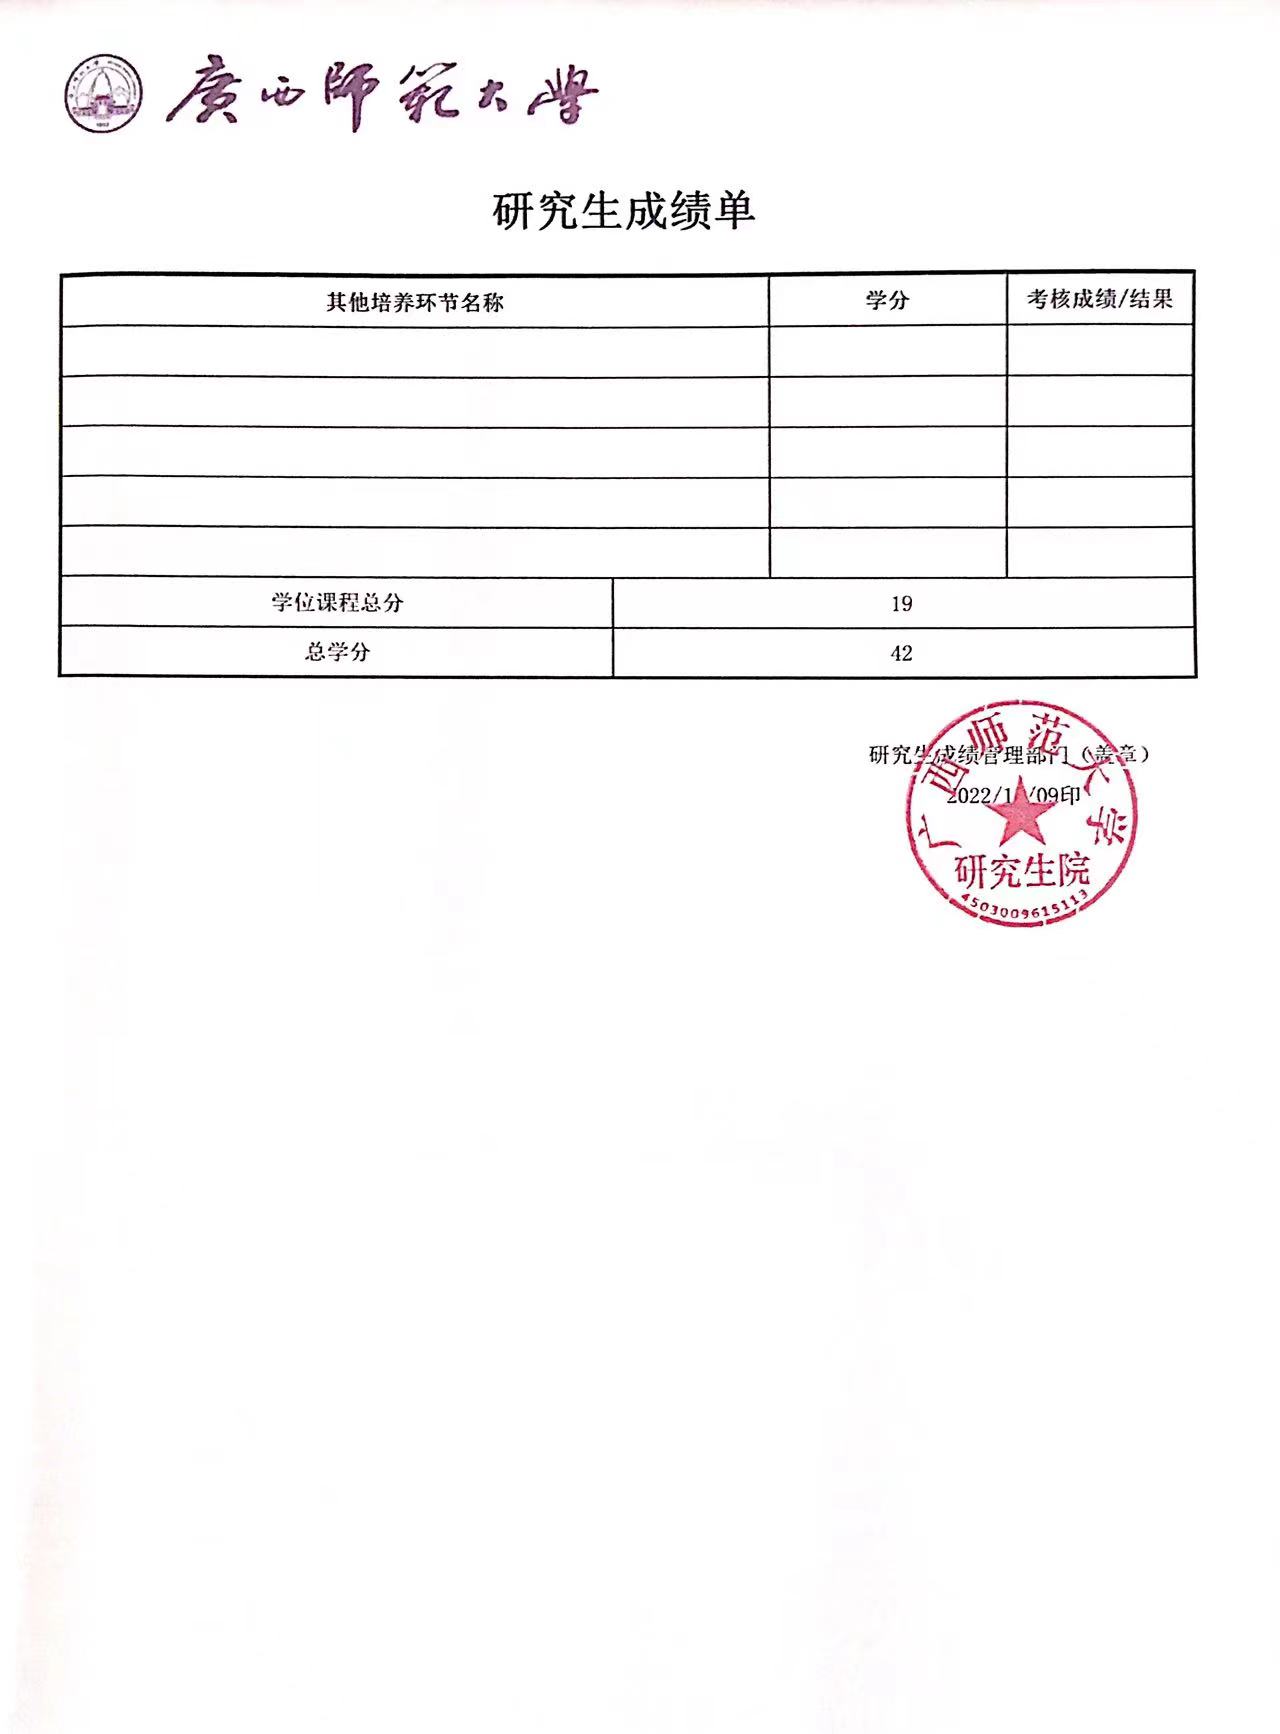 廣西師範大學
研究生成绩单
其他培养环节名称 学分 考核成绩/结果
学位课程总分 19
总学分 42
研究生成绩管理部门（盖章）
2022/1 /09印
广西师范大学
研究生院
4503009615113